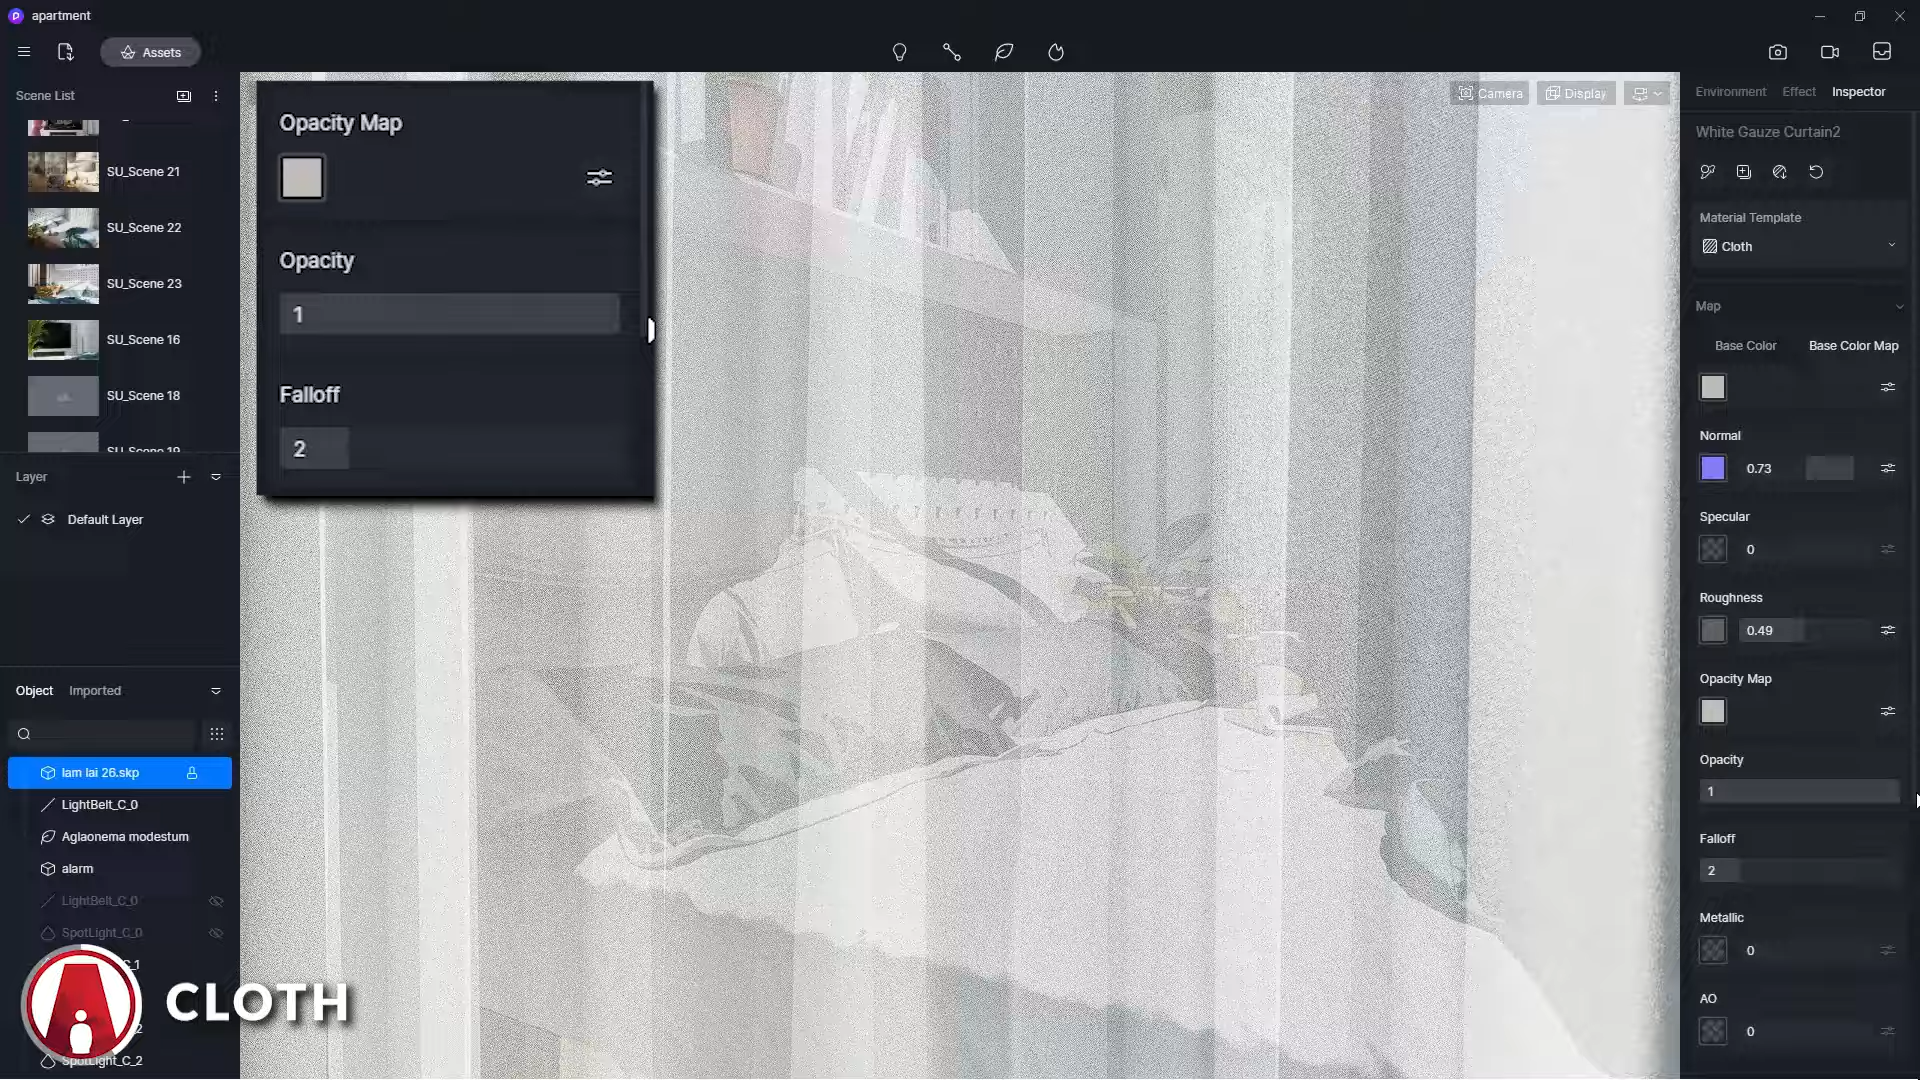 apartment
Assets
Scene List
SU_Scene 21
SU_Scene 22
SU_Scene 23
SU_Scene 16
SU_Scene 18
SU_Scene 19
Layer
Default Layer
Object Imported
lam lai 26.skp
LightBelt_C_0
Aglaonema modestum
alarm
LightBelt_C_0
SpotLight_C_0
SpotLight_C_2
CLOTH
Opacity Map
Opacity
1
Falloff
2
Camera Display
Environment Effect Inspector
White Gauze Curtain2
Material Template
Cloth
Map
Base Color Base Color Map
Normal
0.73
Specular
0
Roughness
0.49
Opacity Map
Opacity
1
Falloff
2
Metallic
0
AO
0